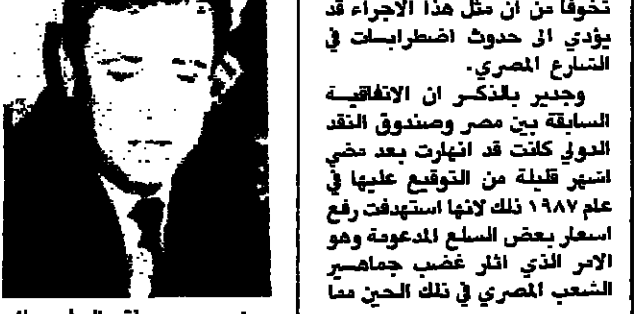 تخوفا من ان مثل هذا الاجراء قد
يؤدي الى حدوث اضطرابات في
الشارع المصري.
وجدير بالذكر ان الاتفاقية
السابقة بين مصر وصندوق النقد
الدولي كانت قد انهارت بعد مضي
اشهر قليلة من التوقيع عليها في
عام ١٩٨٧ ذلك لانها استهدفت رفع
اسعار بعض السلع المدعومة وهو
الامر الذي اثار غضب جماهير
الشعب المصري في ذلك الحين مما